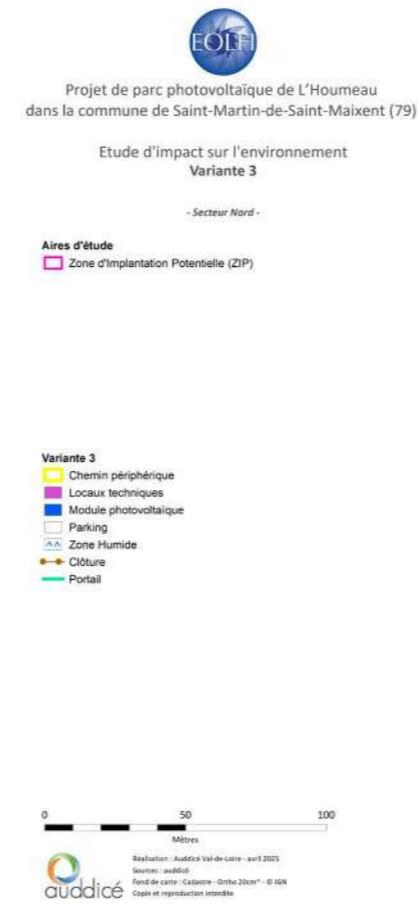 EOLFI
Projet de parc photovoltaïque de L'Houmeau
dans la commune de Saint-Martin-de-Saint-Maixent (79)
Etude d'impact sur l'environnement
Variante 3
- Secteur Nord -
Aires d'étude
Zone d'Implantation Potentielle (ZIP)
Variante 3
Chemin périphérique
Locaux techniques
Module photovoltaïque
Parking
Zone Humide
Clôture
Portail
0 50 100
Mètres
auddicé
Réalisation : Auddicé Val-de-Loire - avril 2025
Sources : auddicé
Fond de carte : Cadastre - Ortho 20cm® - © IGN
Copie et reproduction interdite